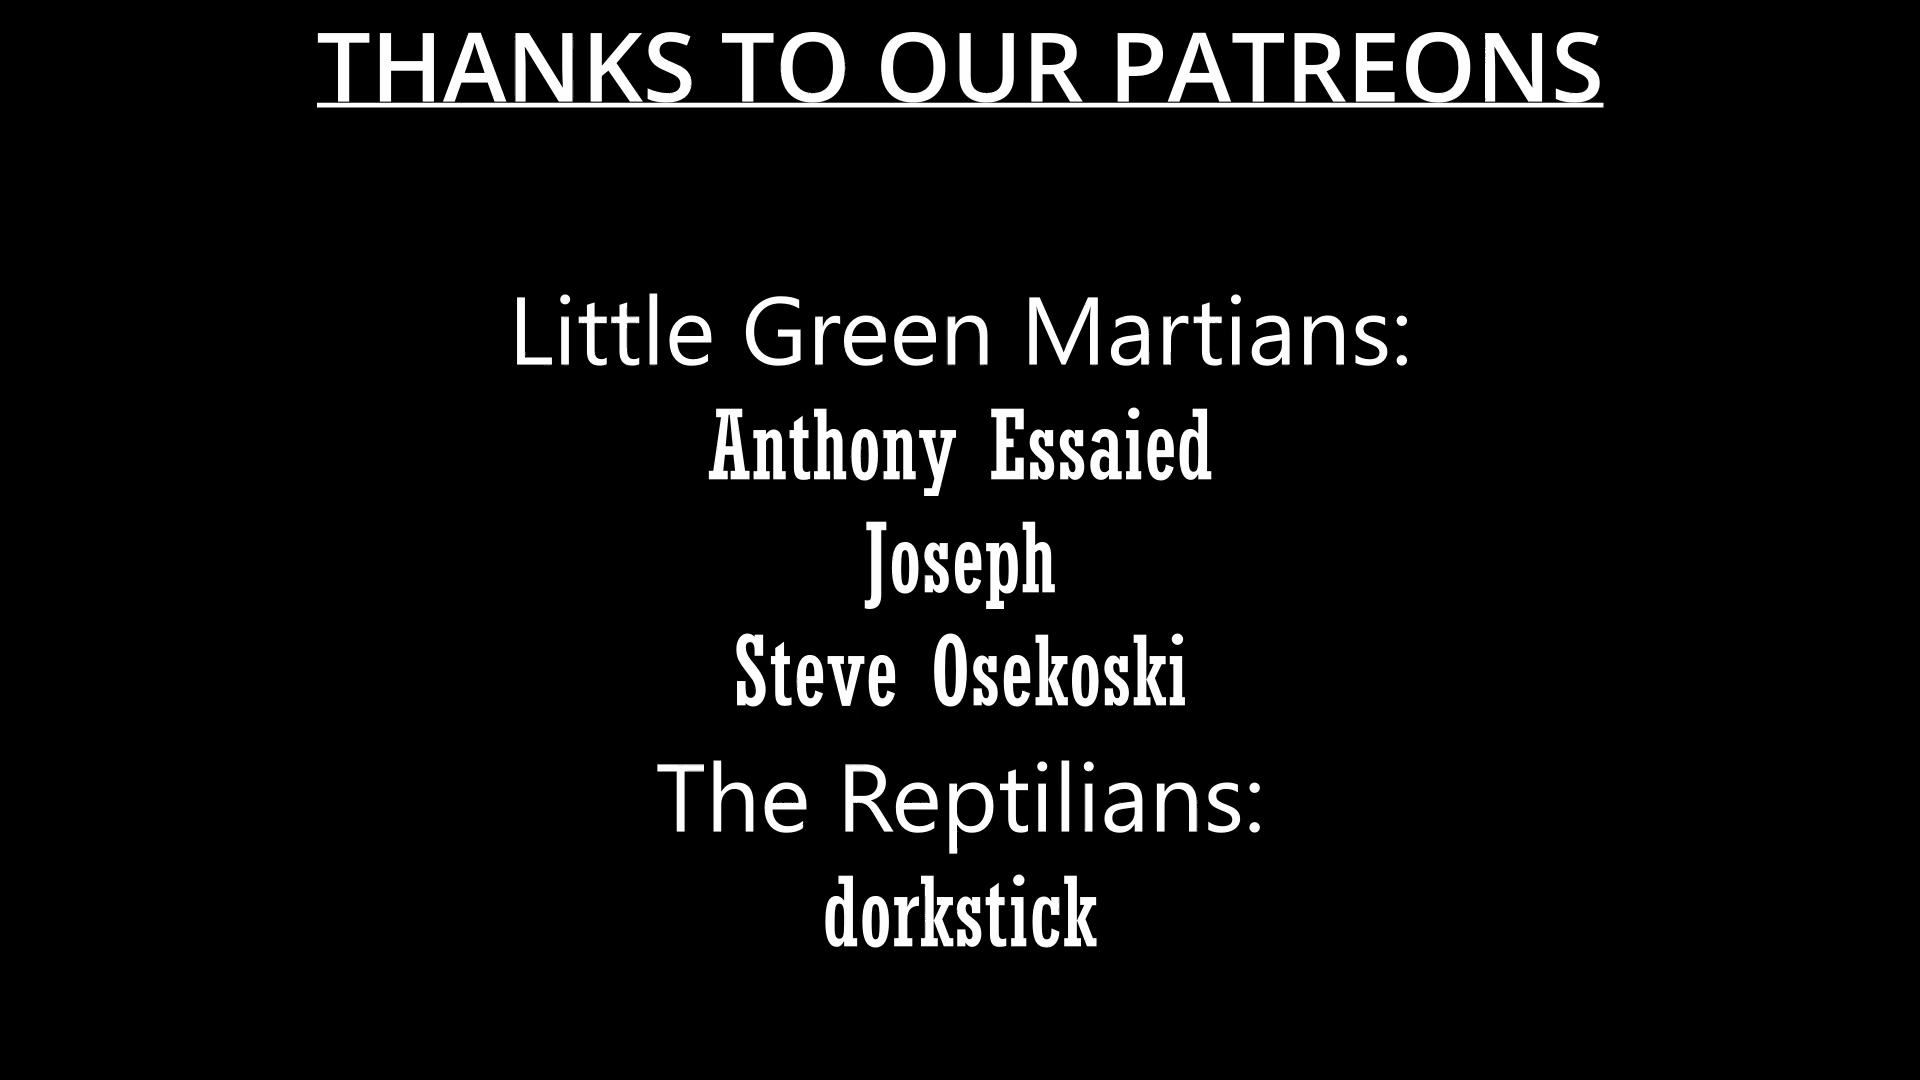 THANKS TO OUR PATREONS
Little Green Martians:
Anthony Essaied
Joseph
Steve Osekoski
The Reptilians:
dorkstick